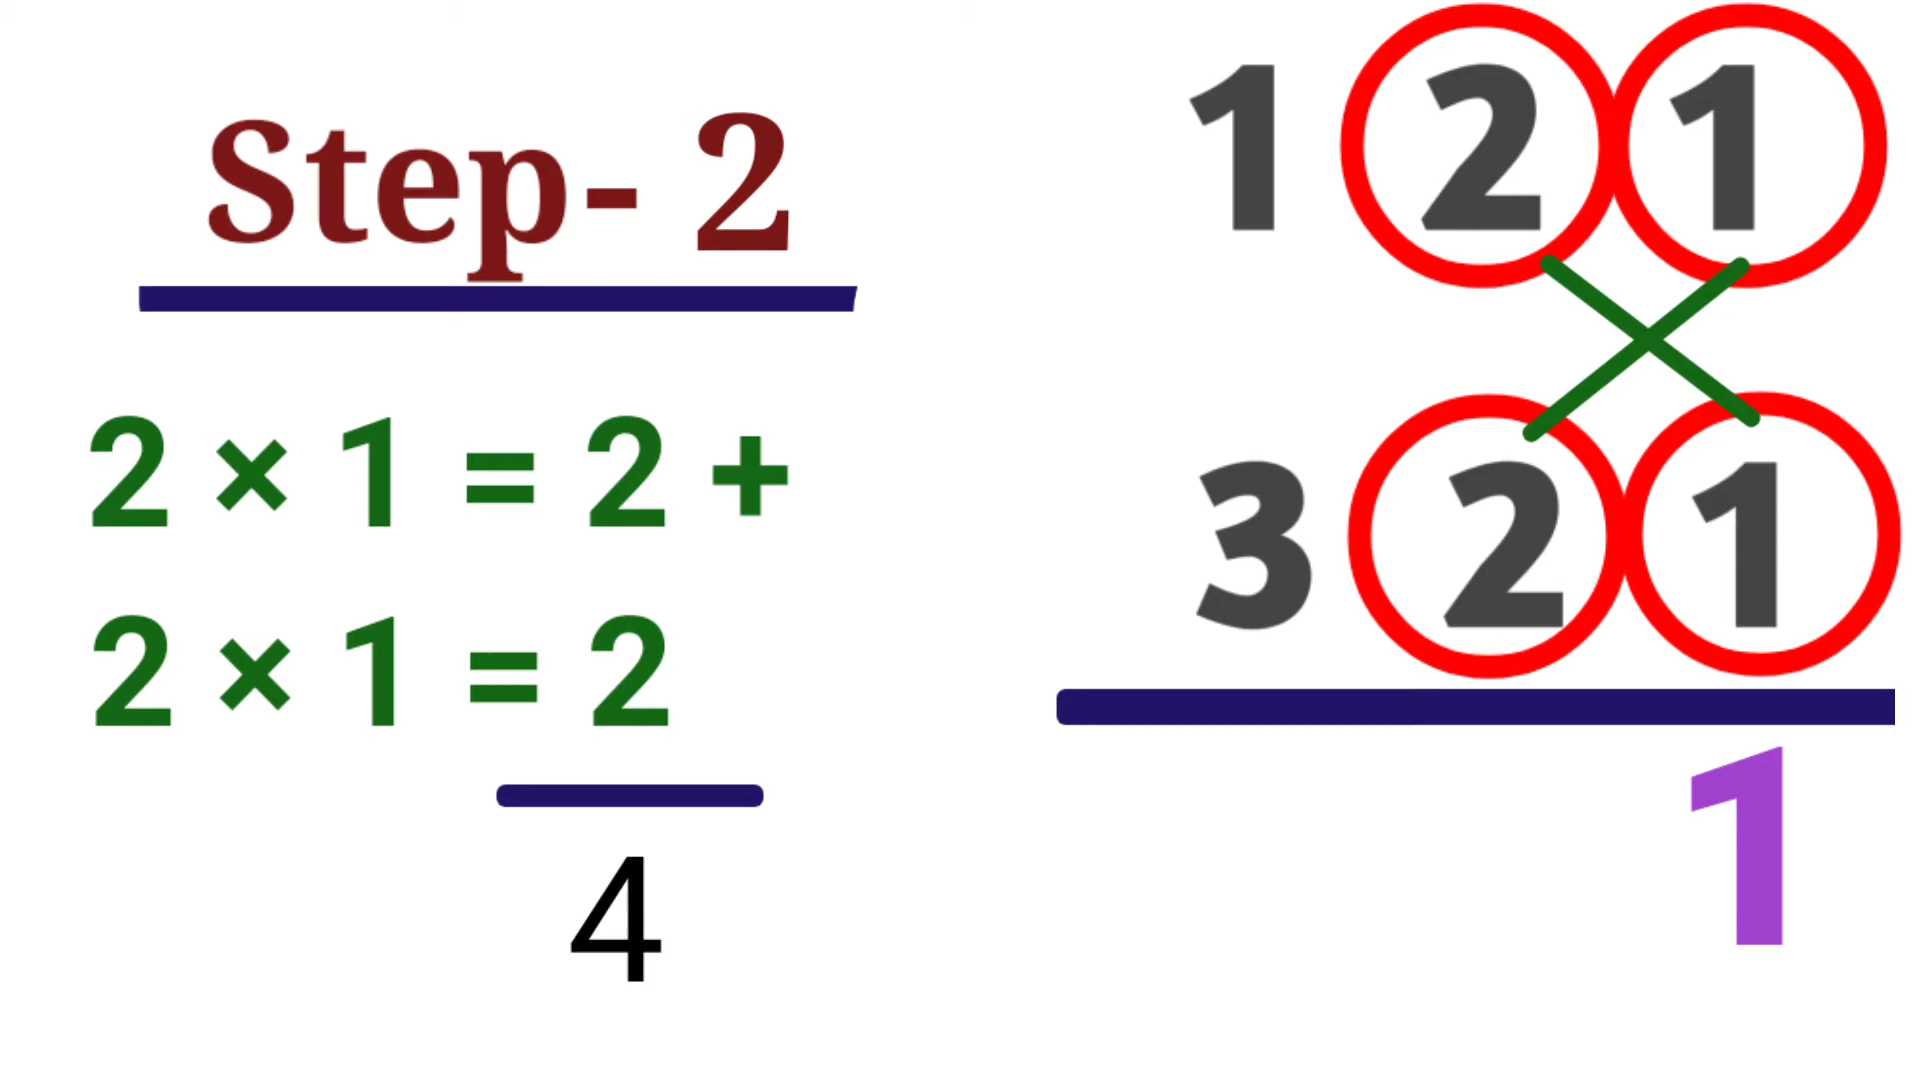 Step- 2
2 × 1 = 2 +
2 × 1 = 2
4
1 2 1
3 2 1
1